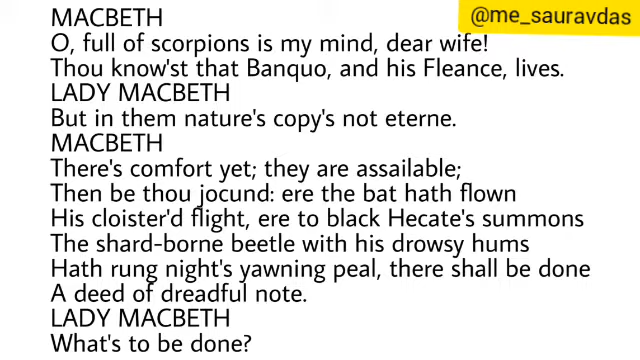 @me_sauravdas
MACBETH
O, full of scorpions is my mind, dear wife!
Thou know'st that Banquo, and his Fleance, lives.
LADY MACBETH
But in them nature's copy's not eterne.
MACBETH
There's comfort yet; they are assailable;
Then be thou jocund: ere the bat hath flown
His cloister'd flight, ere to black Hecate's summons
The shard-borne beetle with his drowsy hums
Hath rung night's yawning peal, there shall be done
A deed of dreadful note.
LADY MACBETH
What's to be done?